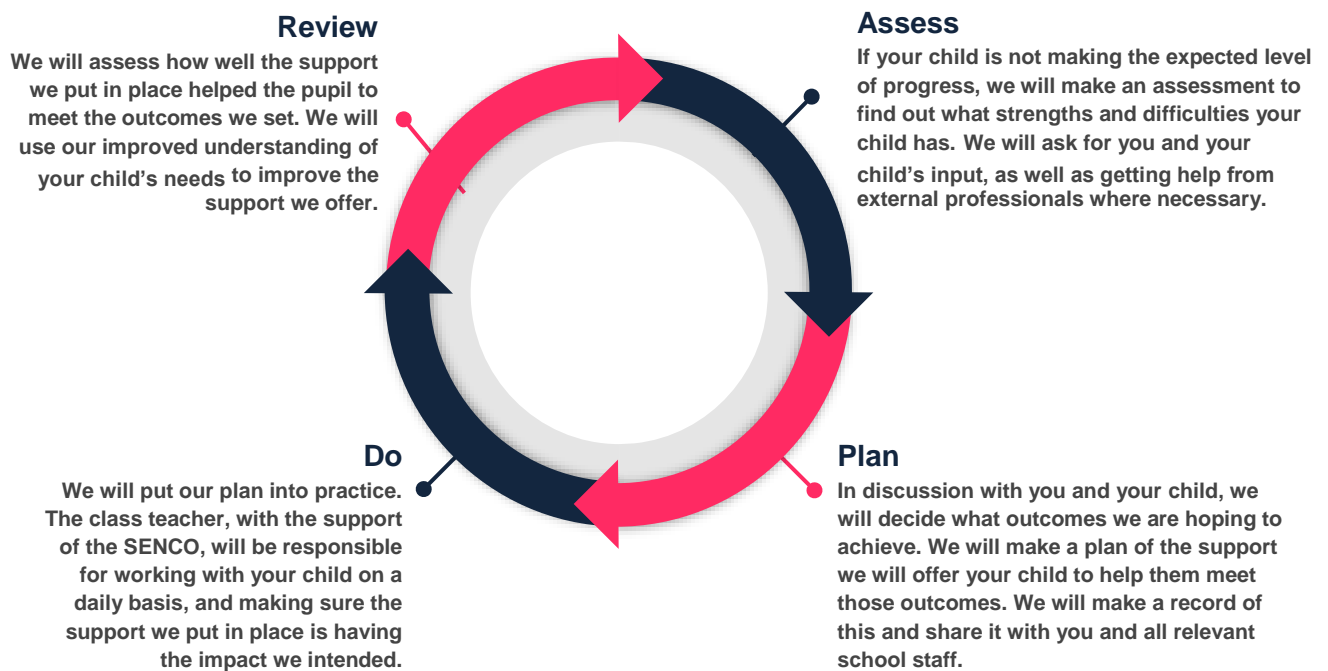 Review
We will assess how well the support
we put in place helped the pupil to
meet the outcomes we set. We will
use our improved understanding of
your child's needs to improve the
support we offer.
Assess
If your child is not making the expected level
of progress, we will make an assessment to
find out what strengths and difficulties your
child has. We will ask for you and your
child's input, as well as getting help from
external professionals where necessary.
Do
We will put our plan into practice.
The class teacher, with the support
of the SENCO, will be responsible
for working with your child on a
daily basis, and making sure the
support we put in place is having
the impact we intended.
Plan
In discussion with you and your child, we
will decide what outcomes we are hoping to
achieve. We will make a plan of the support
we will offer your child to help them meet
those outcomes. We will make a record of
this and share it with you and all relevant
school staff.